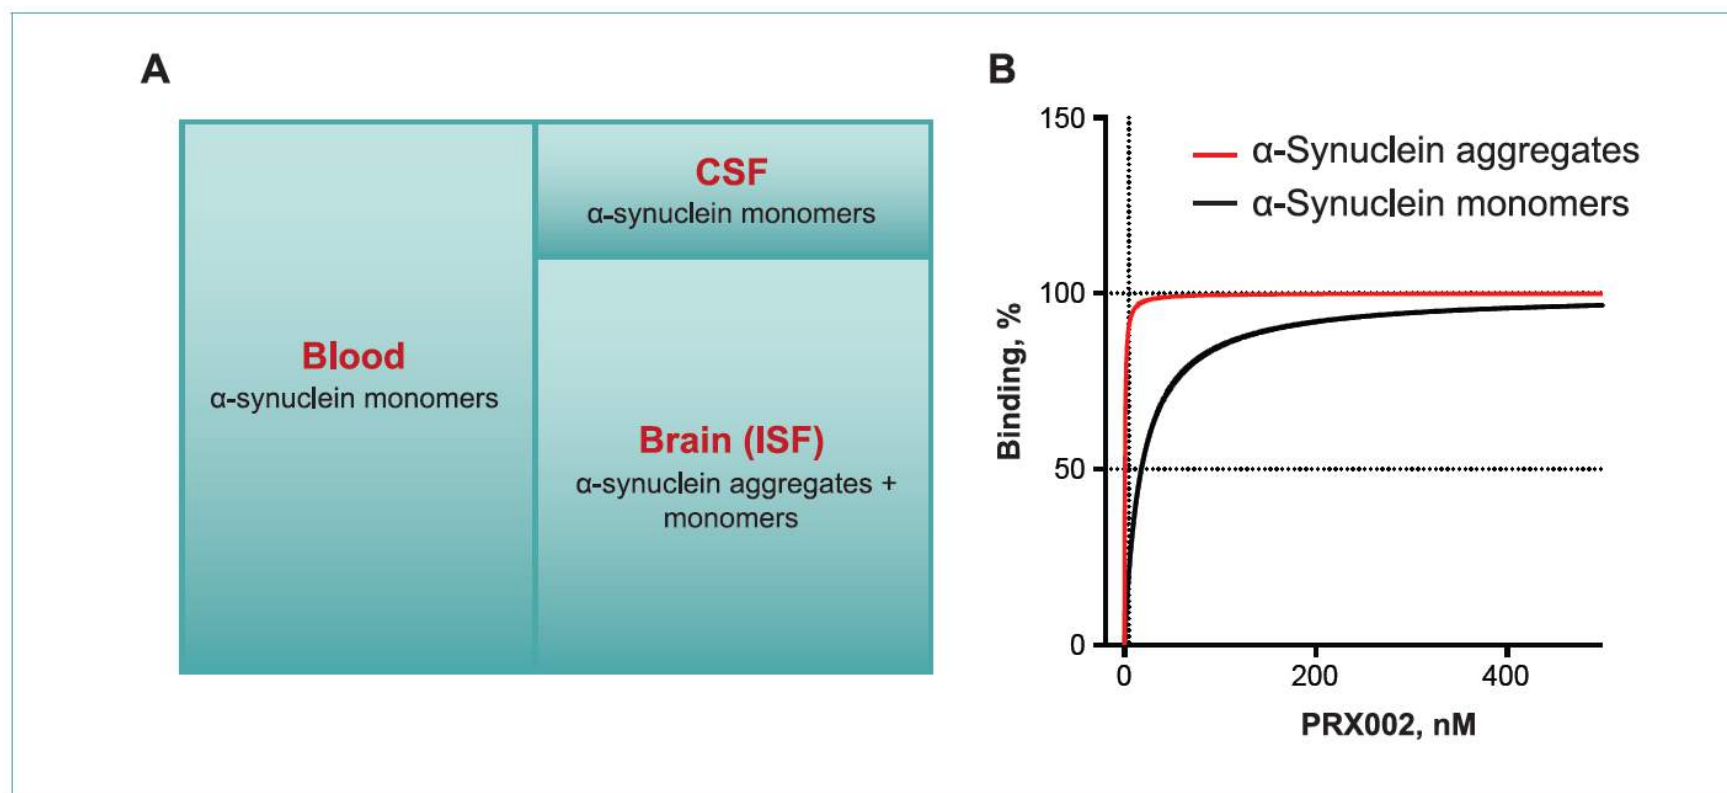 A
CSF
α-synuclein monomers
Blood
α-synuclein monomers
Brain (ISF)
α-synuclein aggregates +
monomers
B
α-Synuclein aggregates
α-Synuclein monomers
150
100
50
0
Binding, %
0
200
400
PRX002, nM